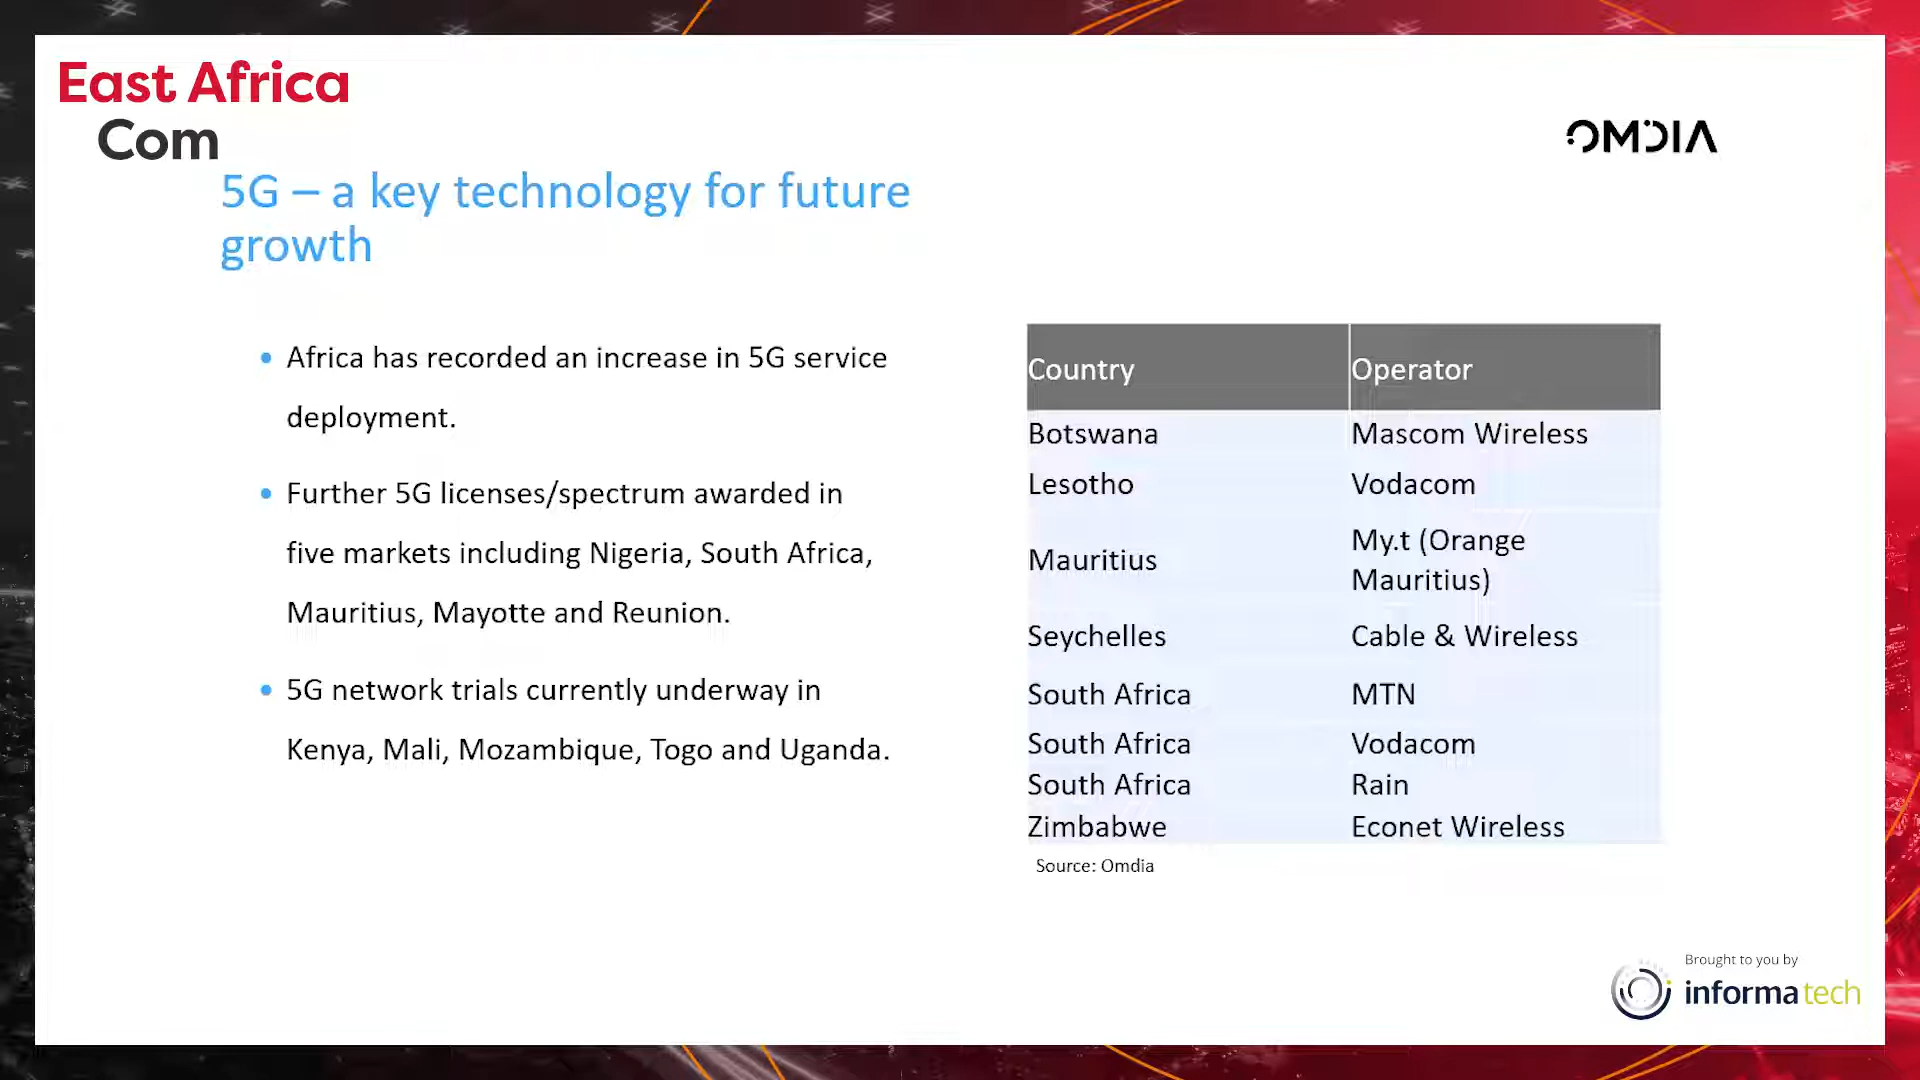 East Africa
Com
OMDIA
5G – a key technology for future
growth
• Africa has recorded an increase in 5G service
deployment.
• Further 5G licenses/spectrum awarded in
five markets including Nigeria, South Africa,
Mauritius, Mayotte and Reunion.
• 5G network trials currently underway in
Kenya, Mali, Mozambique, Togo and Uganda.
Country Operator
Botswana Mascom Wireless
Lesotho Vodacom
Mauritius My.t (Orange
Mauritius)
Seychelles Cable & Wireless
South Africa MTN
South Africa Vodacom
South Africa Rain
Zimbabwe Econet Wireless
Source: Omdia
Brought to you by
informa tech